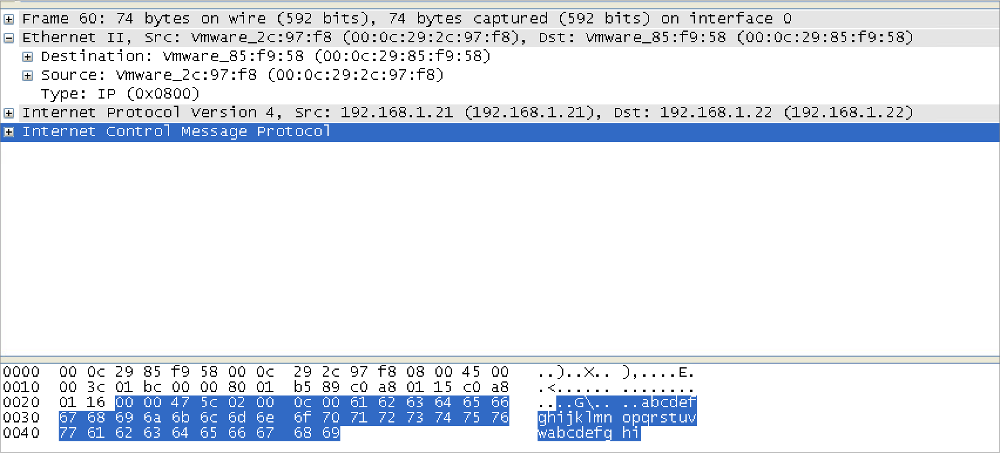 Frame 60: 74 bytes on wire (592 bits), 74 bytes captured (592 bits) on interface 0
Ethernet II, Src: Vmware_2c:97:f8 (00:0c:29:2c:97:f8), Dst: Vmware_85:f9:58 (00:0c:29:85:f9:58)
Destination: Vmware_85:f9:58 (00:0c:29:85:f9:58)
Source: Vmware_2c:97:f8 (00:0c:29:2c:97:f8)
Type: IP (0x0800)
Internet Protocol Version 4, Src: 192.168.1.21 (192.168.1.21), Dst: 192.168.1.22 (192.168.1.22)
Internet Control Message Protocol
0000 00 0c 29 85 f9 58 00 0c 29 2c 97 f8 08 00 45 00 ..)..X.. ),....E.
0010 00 3c 01 bc 00 00 80 01 b5 89 c0 a8 01 15 c0 a8 .<...... ........
0020 01 16 00 00 47 5c 02 00 0c 00 61 62 63 64 65 66 ....G\.. ..abcdef
0030 67 68 69 6a 6b 6c 6d 6e 6f 70 71 72 73 74 75 76 ghijklmn opqrstuv
0040 77 61 62 63 64 65 66 67 68 69 wabcdefg hi